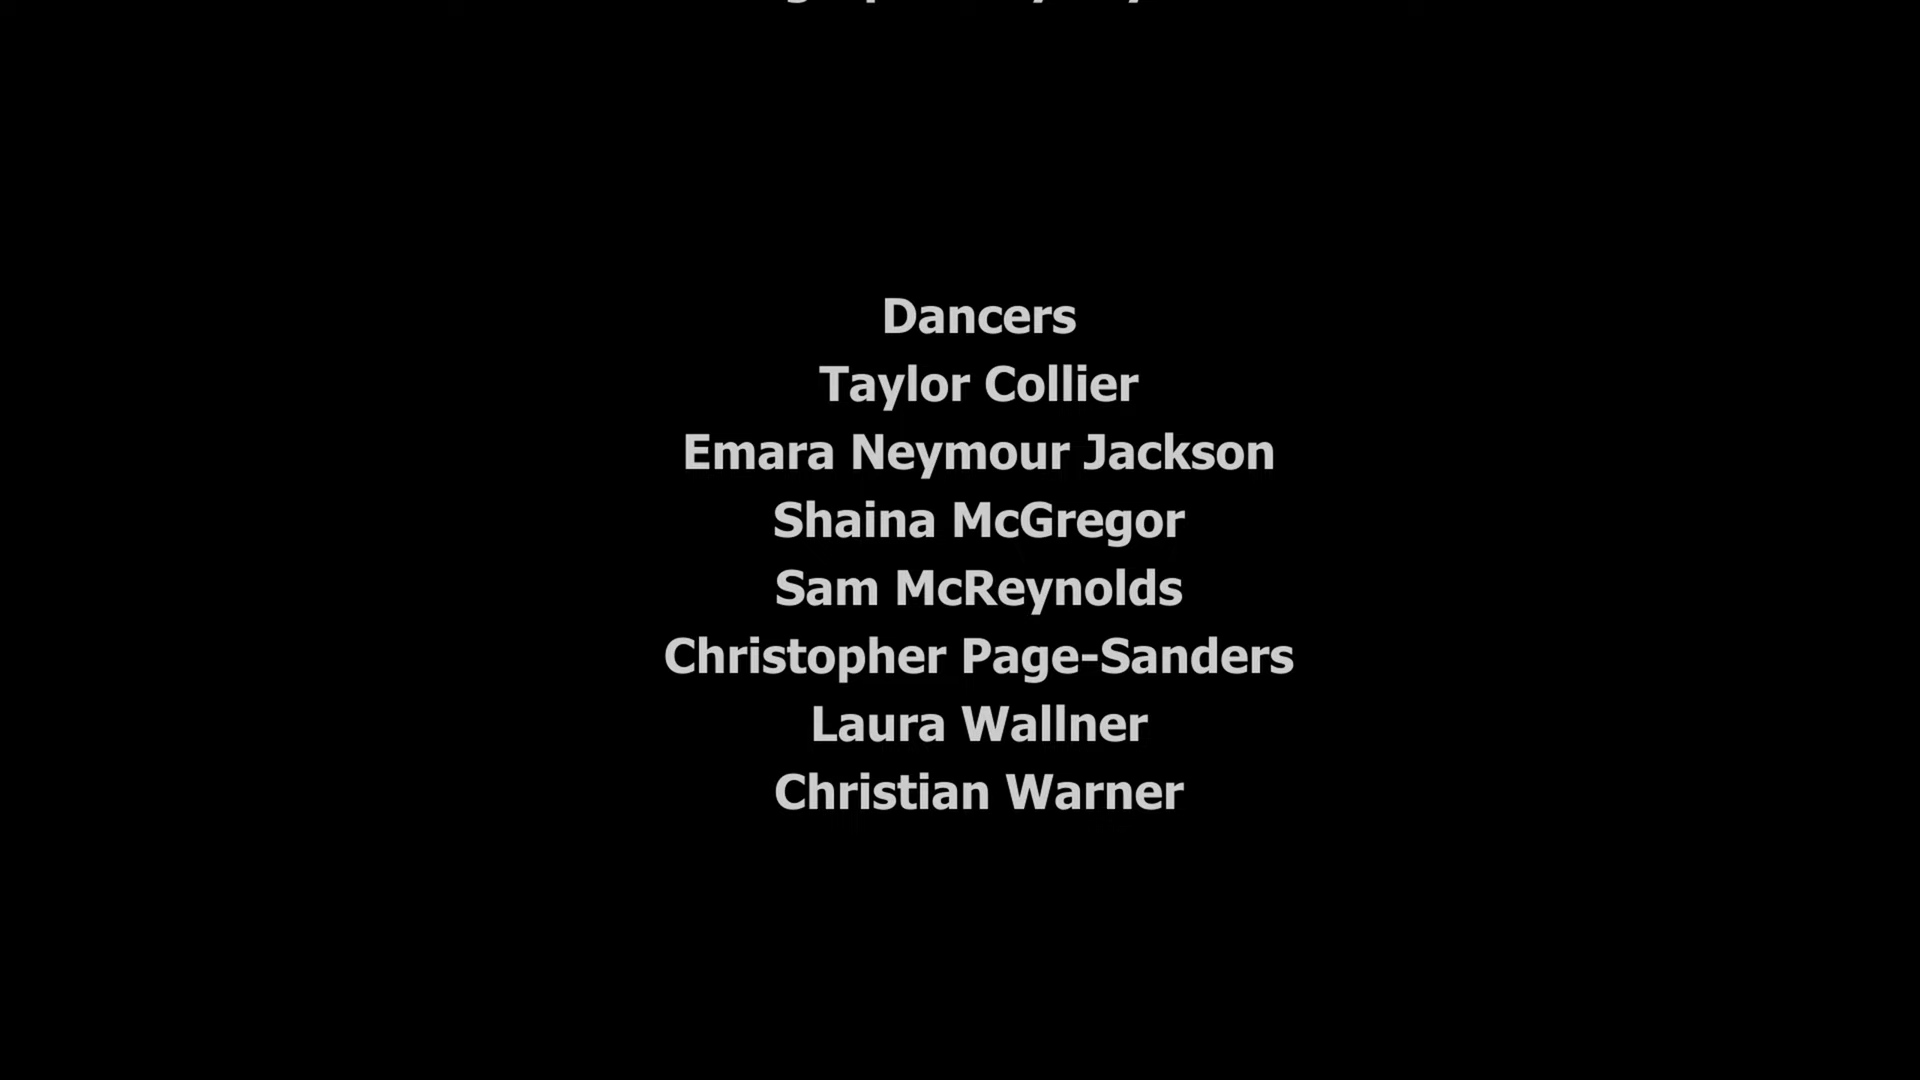 Dancers
Taylor Collier
Emara Neymour Jackson
Shaina McGregor
Sam McReynolds
Christopher Page-Sanders
Laura Wallner
Christian Warner